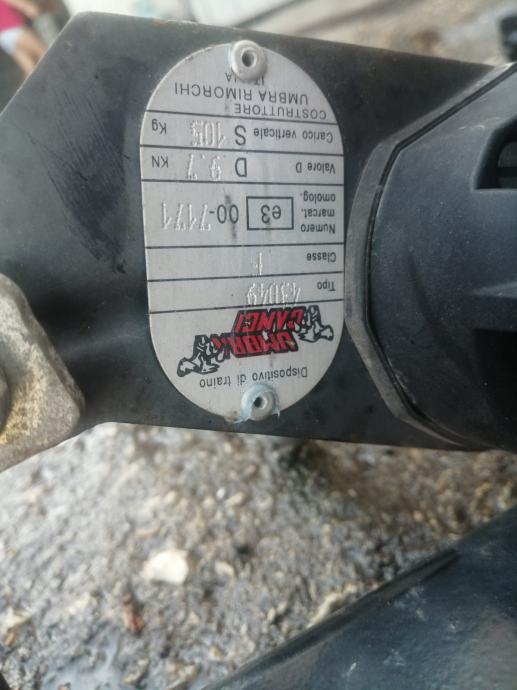 Dispositivo di traino
UMBRA
GANCI
Tipo 43049
Classe F
Numero
marcat. e3 00-7171
omolog.
Valore D D 9.7 KN
Carico verticale S 105 Kg
COSTRUTTORE
UMBRA RIMORCHI
ITALIA